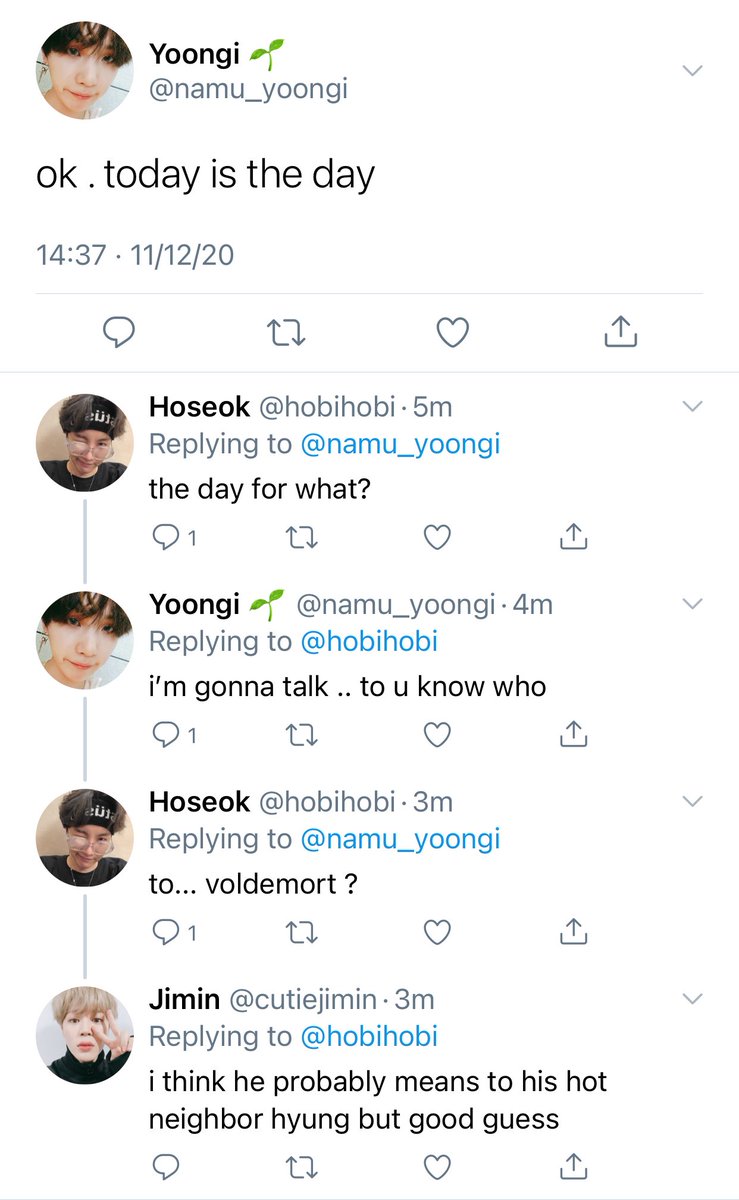 Yoongi 🌱
@namu_yoongi
ok . today is the day
14:37 · 11/12/20
Hoseok @hobihobi · 5m
Replying to @namu_yoongi
the day for what?
1
Yoongi 🌱 @namu_yoongi · 4m
Replying to @hobihobi
i’m gonna talk .. to u know who
1
Hoseok @hobihobi · 3m
Replying to @namu_yoongi
to... voldemort ?
1
Jimin @cutiejimin · 3m
Replying to @hobihobi
i think he probably means to his hot
neighbor hyung but good guess